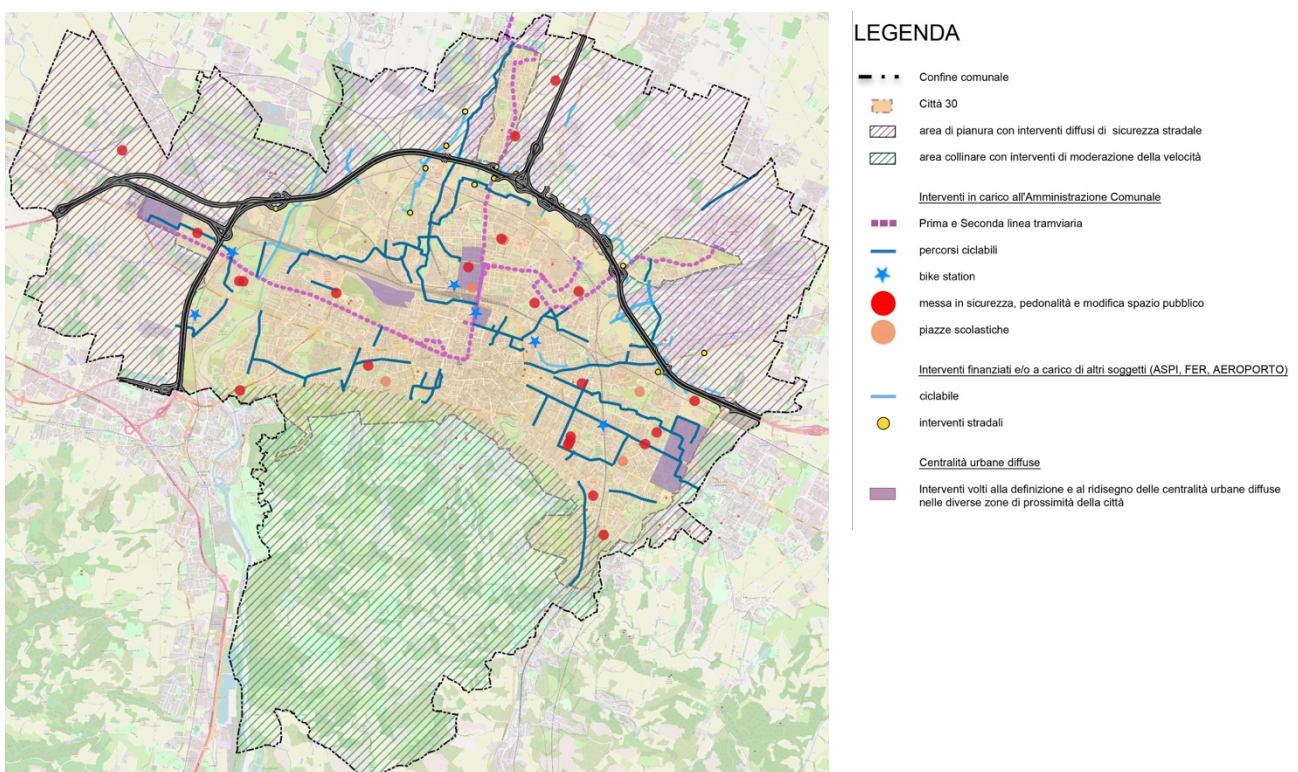 LEGENDA
Confine comunale
Città 30
area di pianura con interventi diffusi di sicurezza stradale
area collinare con interventi di moderazione della velocità
Interventi in carico all'Amministrazione Comunale
Prima e Seconda linea tramviaria
percorsi ciclabili
bike station
messa in sicurezza, pedonalità e modifica spazio pubblico
piazze scolastiche
Interventi finanziati e/o a carico di altri soggetti (ASPI, FER, AEROPORTO)
ciclabile
interventi stradali
Centralità urbane diffuse
Interventi volti alla definizione e al ridisegno delle centralità urbane diffuse
nelle diverse zone di prossimità della città